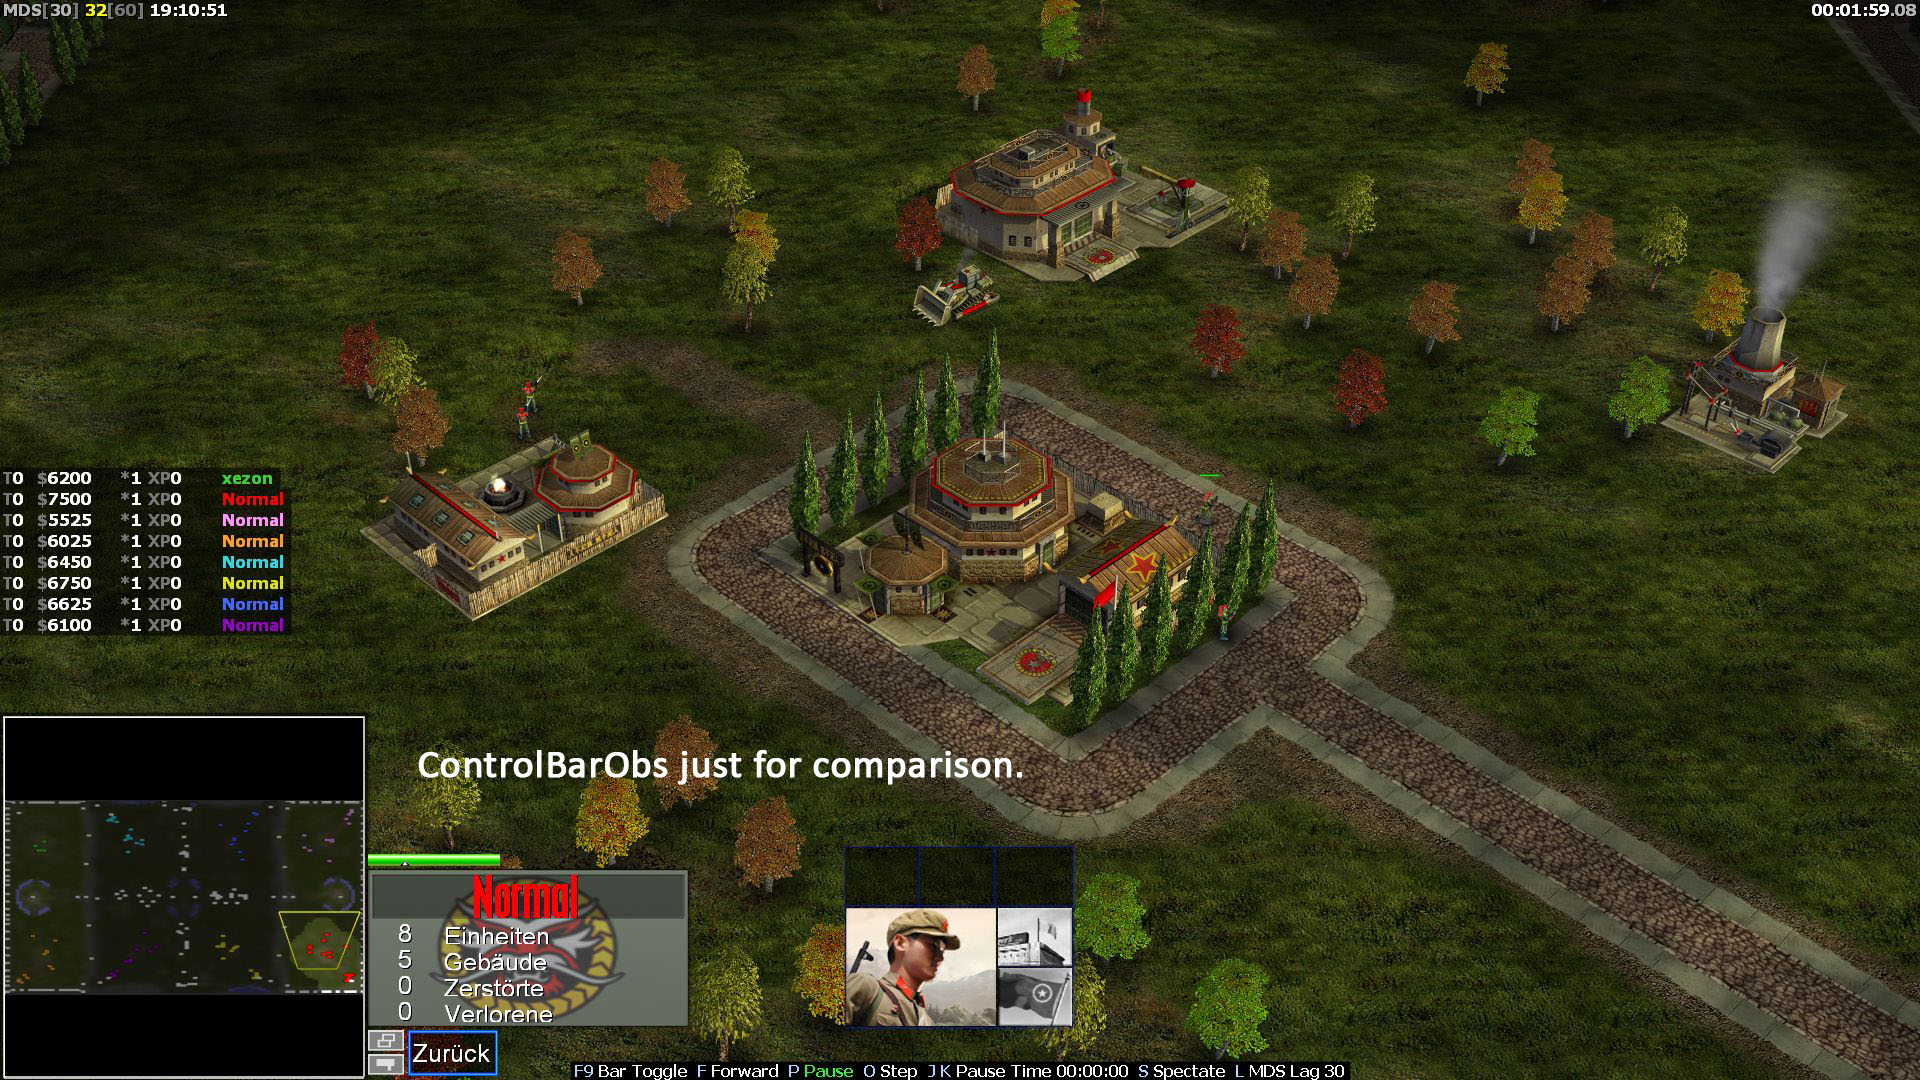 MDS[30] 32[60] 19:10:51
00:01:59.08
T0 $6200 *1 XP0 xezon
T0 $7500 *1 XP0 Normal
T0 $5525 *1 XP0 Normal
T0 $6025 *1 XP0 Normal
T0 $6450 *1 XP0 Normal
T0 $6750 *1 XP0 Normal
T0 $6625 *1 XP0 Normal
T0 $6100 *1 XP0 Normal
ControlBarObs just for comparison.
Normal
8 Einheiten
5 Gebäude
0 Zerstörte
0 Verlorene
Zurück
F9 Bar Toggle F Forward P Pause O Step J K Pause Time 00:00:00 S Spectate L MDS Lag 30